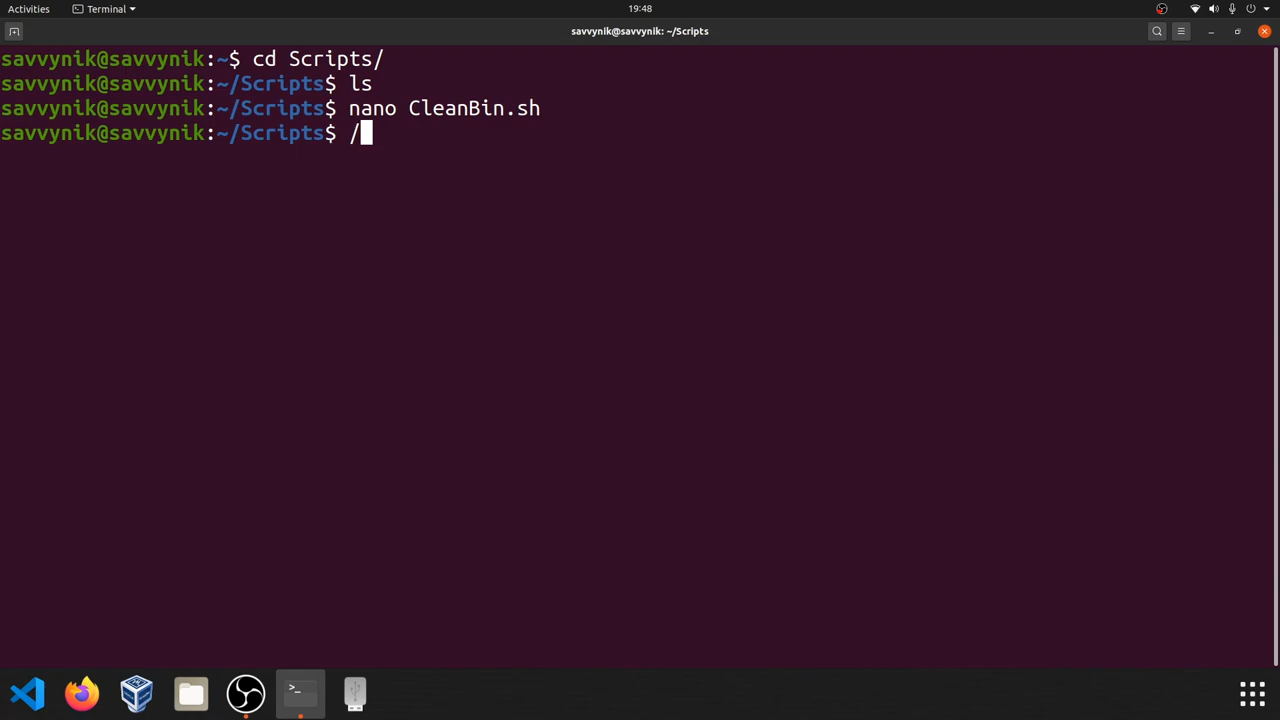 Activities
Terminal
19:48
savvynik@savvynik: ~/Scripts
savvynik@savvynik:~$ cd Scripts/
savvynik@savvynik:~/Scripts$ ls
savvynik@savvynik:~/Scripts$ nano CleanBin.sh
savvynik@savvynik:~/Scripts$ /
>_